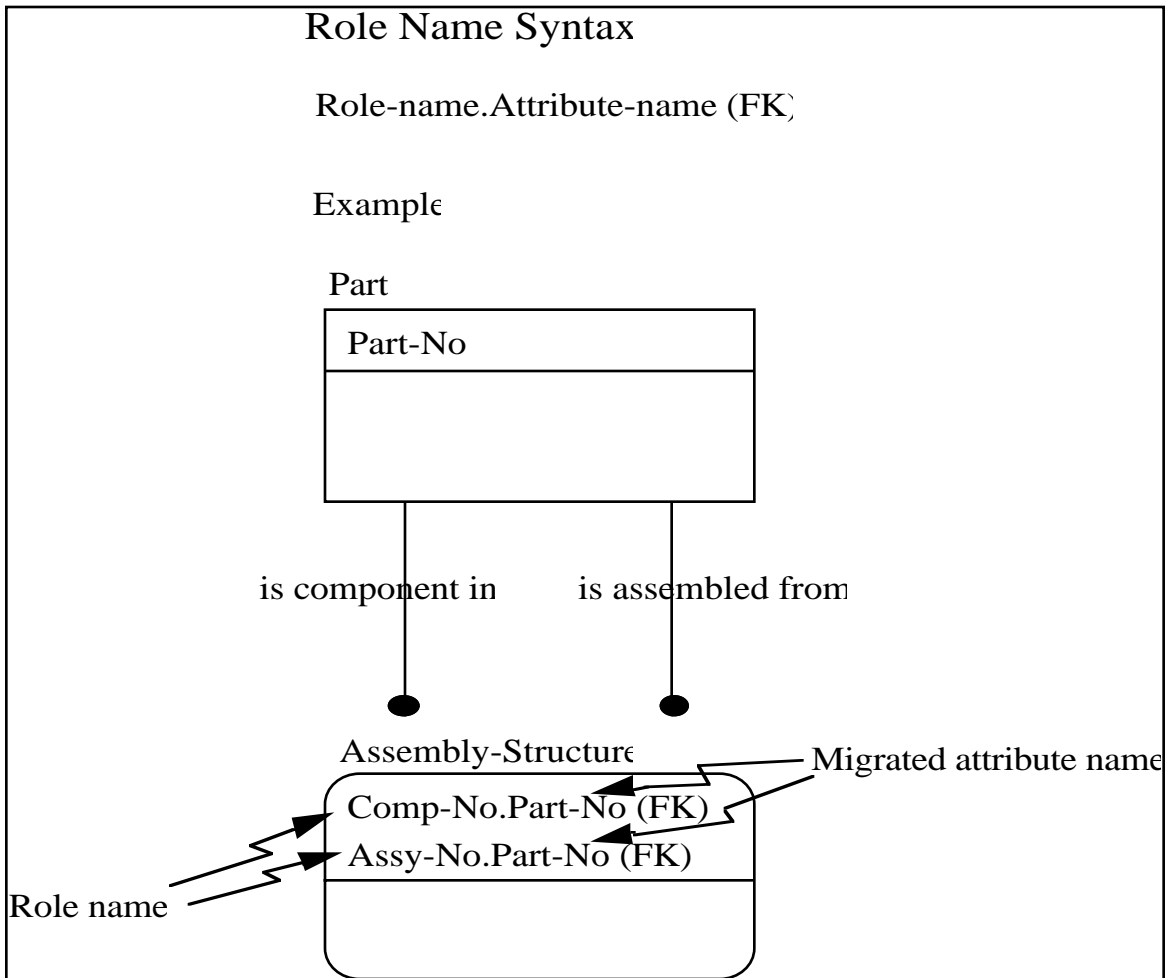 Role Name Syntax
Role-name.Attribute-name (FK)
Example
Part
Part-No
is component in
is assembled from
Assembly-Structure
Migrated attribute name
Comp-No.Part-No (FK)
Assy-No.Part-No (FK)
Role name